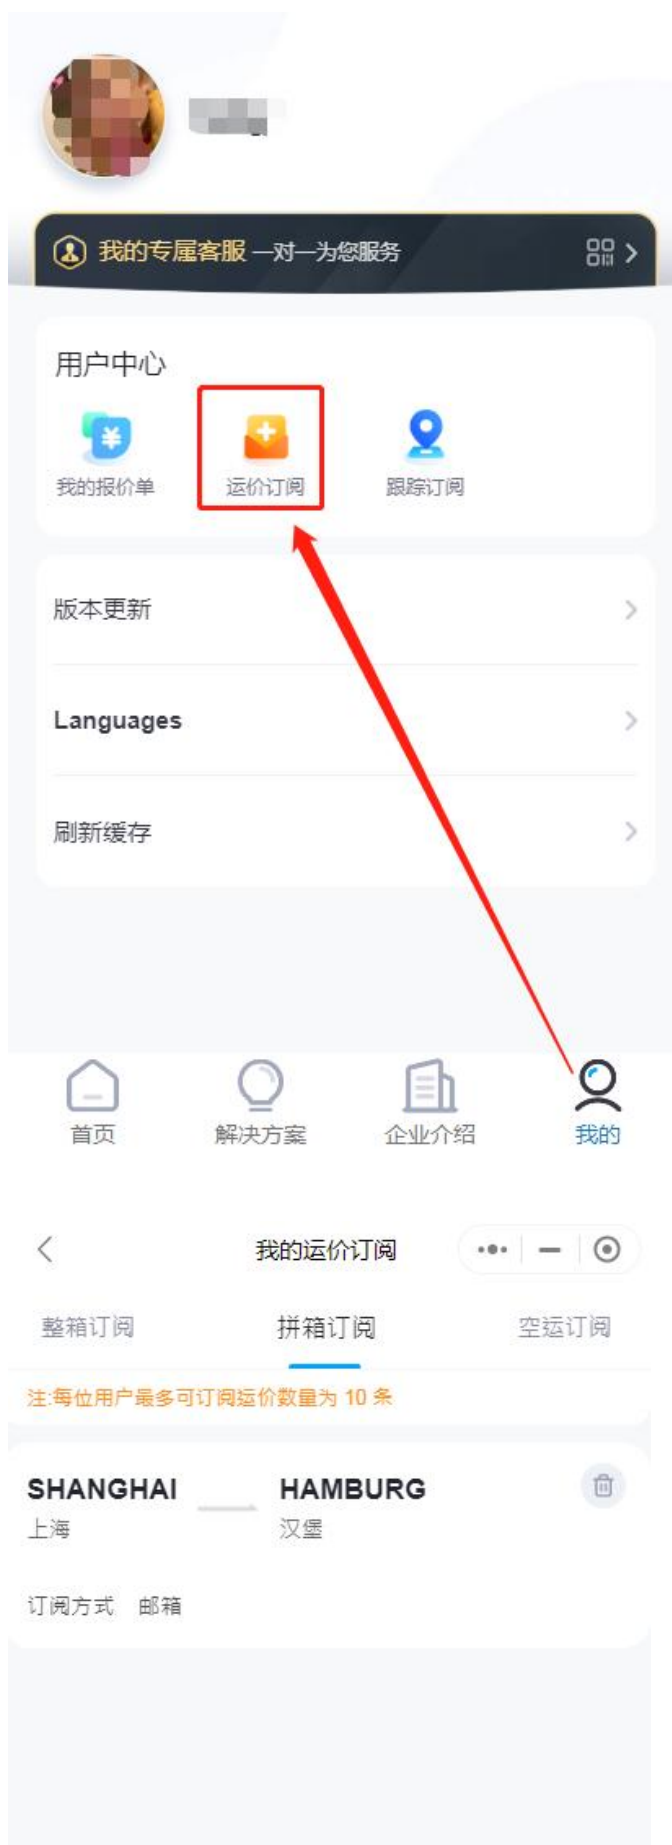 我的专属客服 一对一为您服务
用户中心
我的报价单 运价订阅 跟踪订阅
版本更新
Languages
刷新缓存
首页 解决方案 企业介绍 我的
我的运价订阅
整箱订阅 拼箱订阅 空运订阅
注:每位用户最多可订阅运价数量为 10 条
SHANGHAI HAMBURG
上海 汉堡
订阅方式 邮箱